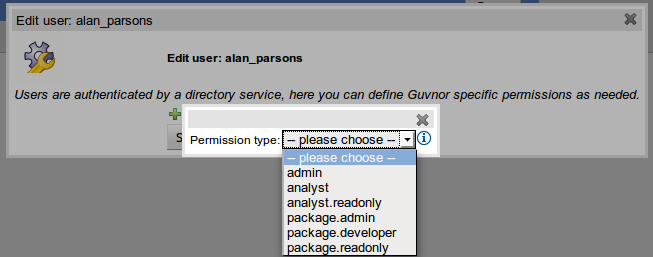 Edit user: alan_parsons
Edit user: alan_parsons
Users are authenticated by a directory service, here you can define Guvnor specific permissions as needed.
S
Permission type: -- please choose --
-- please choose --
admin
analyst
analyst.readonly
package.admin
package.developer
package.readonly